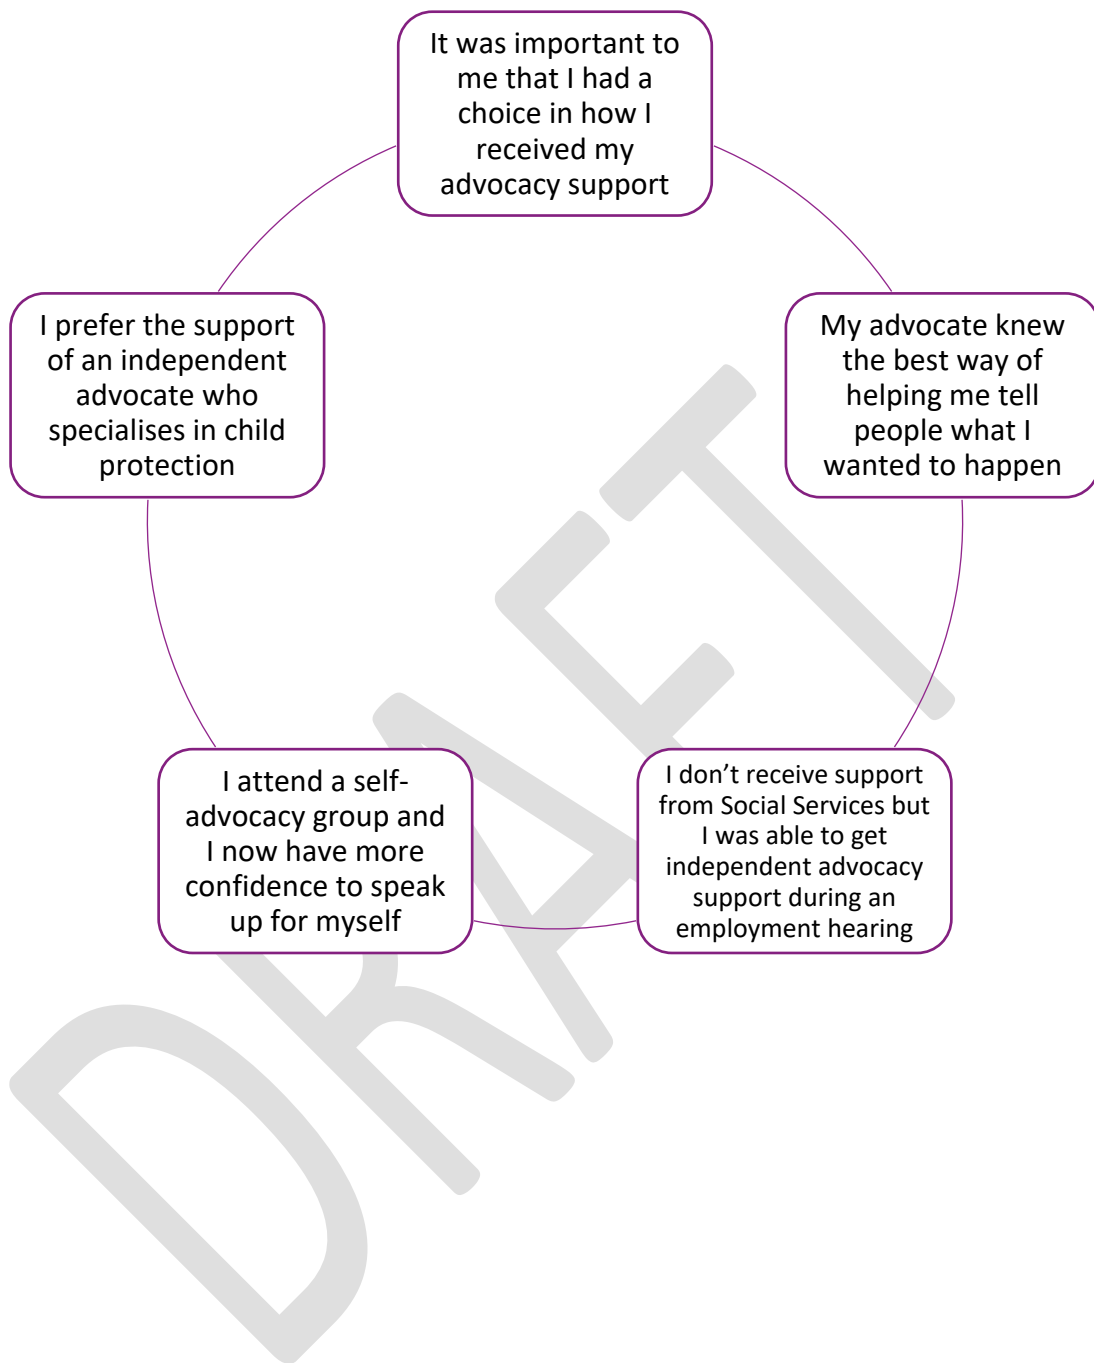 It was important to
me that I had a
choice in how I
received my
advocacy support
My advocate knew
the best way of
helping me tell
people what I
wanted to happen
I don’t receive support
from Social Services but
I was able to get
independent advocacy
support during an
employment hearing
I attend a self-
advocacy group and
I now have more
confidence to speak
up for myself
I prefer the support
of an independent
advocate who
specialises in child
protection
DRAFT